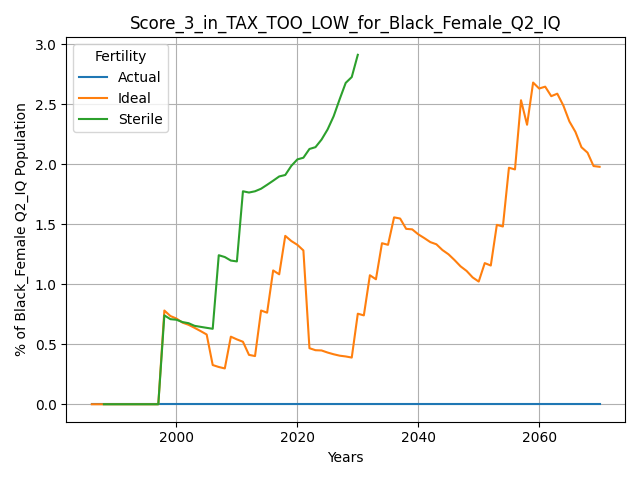 Score_3_in_TAX_TOO_LOW_for_Black_Female_Q2_IQ
% of Black_Female Q2_IQ Population
3.0
2.5
2.0
1.5
1.0
0.5
0.0
Fertility
Actual
Ideal
Sterile
2000
2020
2040
2060
Years